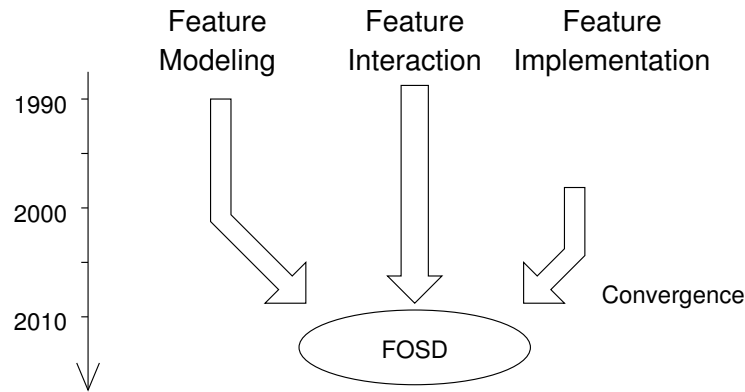 Feature
Modeling
Feature
Interaction
Feature
Implementation
1990
2000
Convergence
2010
FOSD